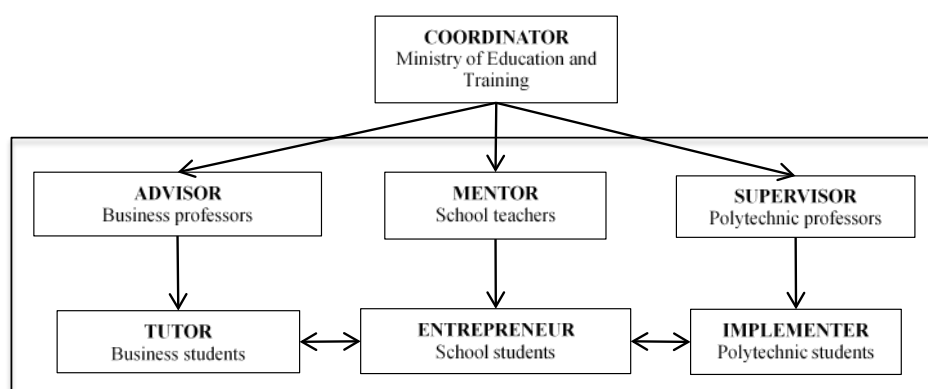 COORDINATOR
Ministry of Education and
Training
ADVISOR
Business professors
MENTOR
School teachers
SUPERVISOR
Polytechnic professors
TUTOR
Business students
ENTREPRENEUR
School students
IMPLEMENTER
Polytechnic students